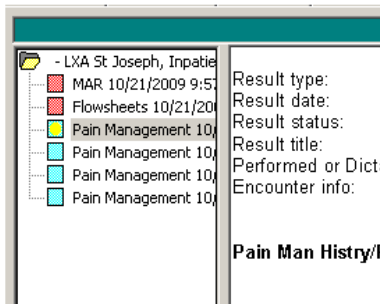 - LXA St Joseph, Inpatie
MAR 10/21/2009 9:57
Flowsheets 10/21/20
Pain Management 10/
Pain Management 10/
Pain Management 10/
Pain Management 10/
Result type:
Result date:
Result status:
Result title:
Performed or Dict
Encounter info:
Pain Man Histry/